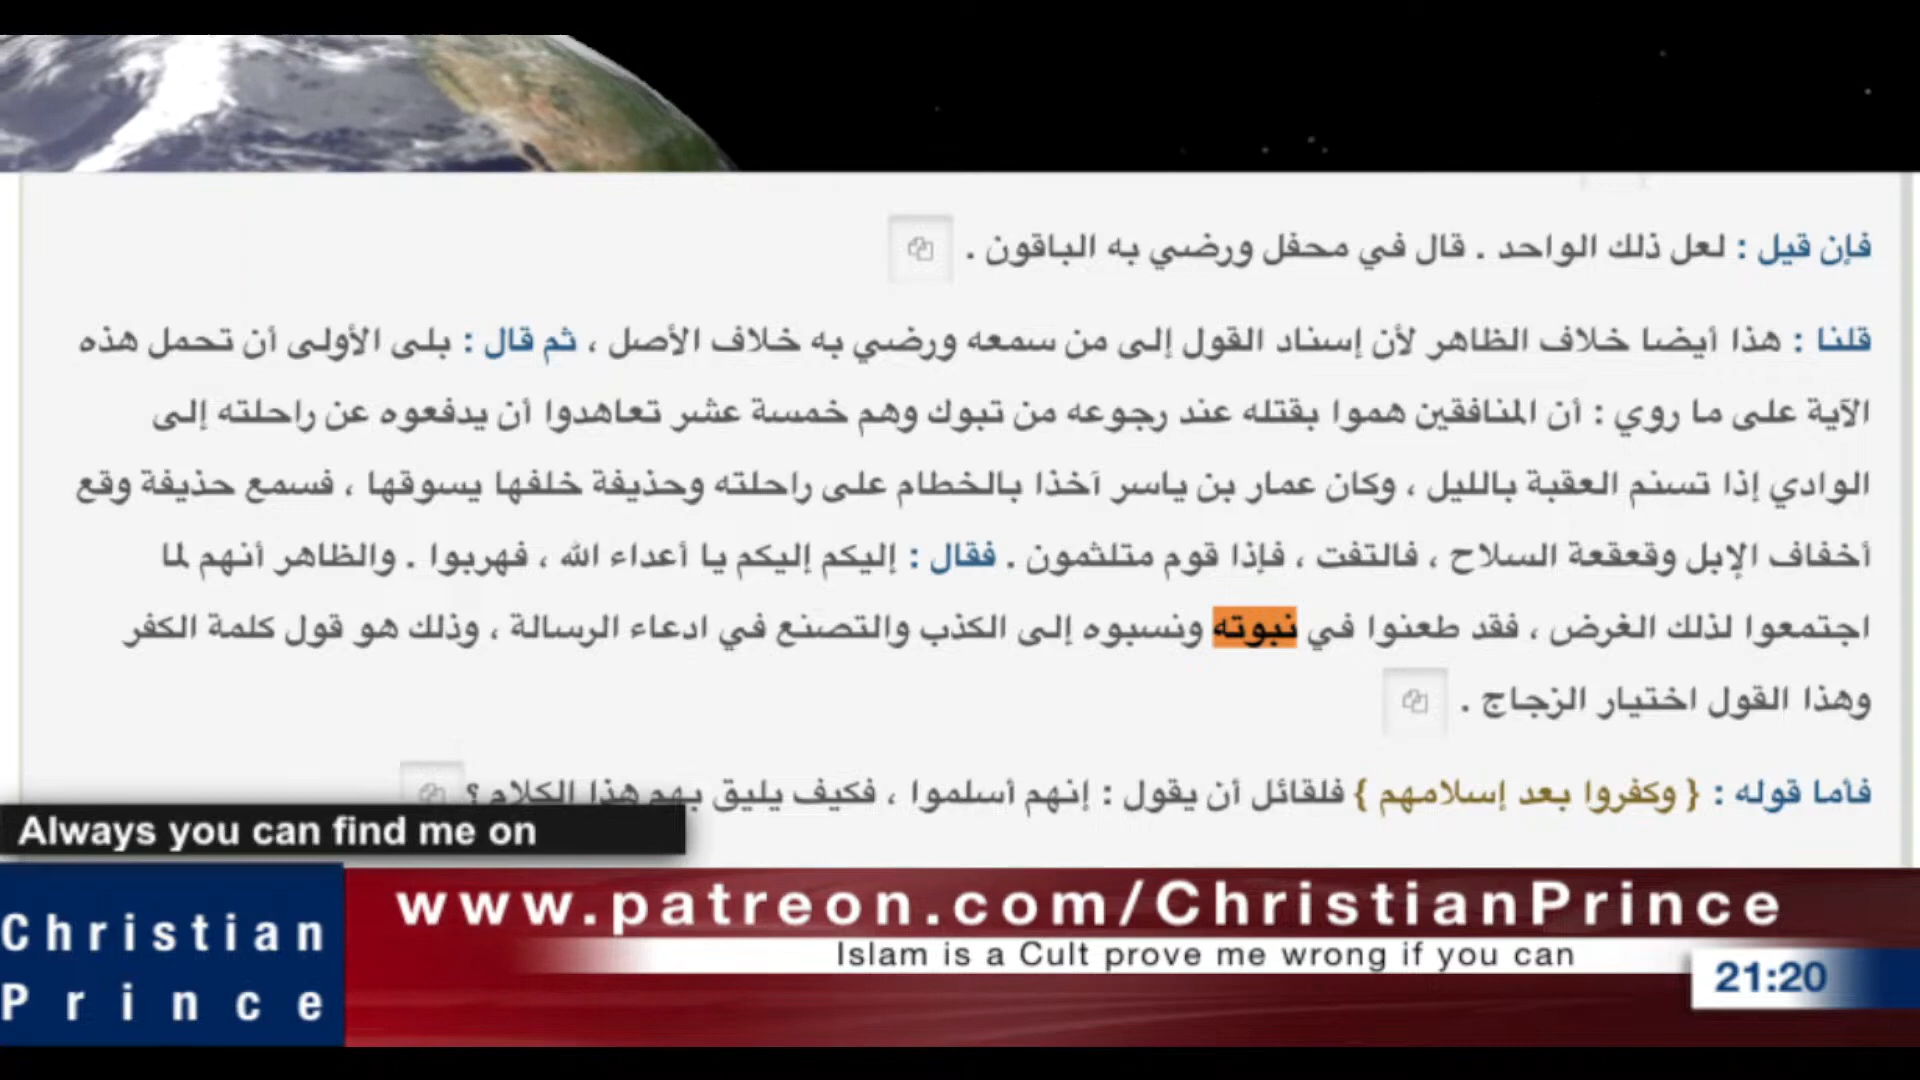 فإن قيل : لعل ذلك الواحد . قال في محفل ورضي به الباقون .
قلنا : هذا أيضا خلاف الظاهر لأن إسناد القول إلى من سمعه ورضي به خلاف الأصل ، ثم قال : بلى الأولى أن تحمل هذه
الآية على ما روي : أن المنافقين هموا بقتله عند رجوعه من تبوك وهم خمسة عشر تعاهدوا أن يدفعوه عن راحلته إلى
الوادي إذا تسنم العقبة بالليل ، وكان عمار بن ياسر آخذا بالخطام على راحلته وحذيفة خلفها يسوقها ، فسمع حذيفة وقع
أخفاف الإبل وقعقعة السلاح ، فالتفت ، فإذا قوم متلثمون . فقال : إليكم إليكم يا أعداء الله ، فهربوا . والظاهر أنهم لما
اجتمعوا لذلك الغرض ، فقد طعنوا في نبوته ونسبوه إلى الكذب والتصنع في ادعاء الرسالة ، وذلك هو قول كلمة الكفر
وهذا القول اختيار الزجاج .
فأما قوله : { وكفروا بعد إسلامهم } فلقائل أن يقول : إنهم أسلموا ، فكيف يليق بهم هذا الكلام ؟
Always you can find me on
Christian
Prince
www.patreon.com/ChristianPrince
Islam is a Cult prove me wrong if you can
21:20